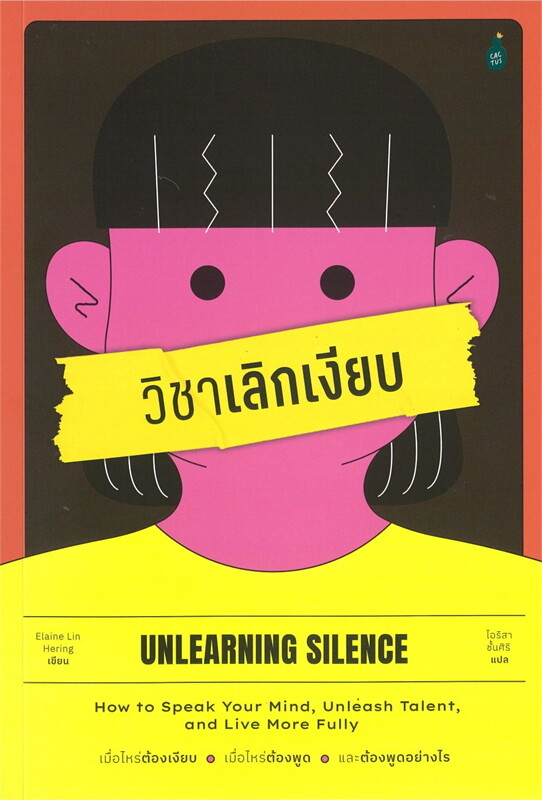 CAC
TUS
วิชาเลิกเงียบ
Elaine Lin
Hering
เขียน
UNLEARNING SILENCE
ไอริสา
ชั้นศิริ
แปล
How to Speak Your Mind, Unleash Talent,
and Live More Fully
เมื่อไหร่ต้องเงียบ • เมื่อไหร่ต้องพูด • และต้องพูดอย่างไร